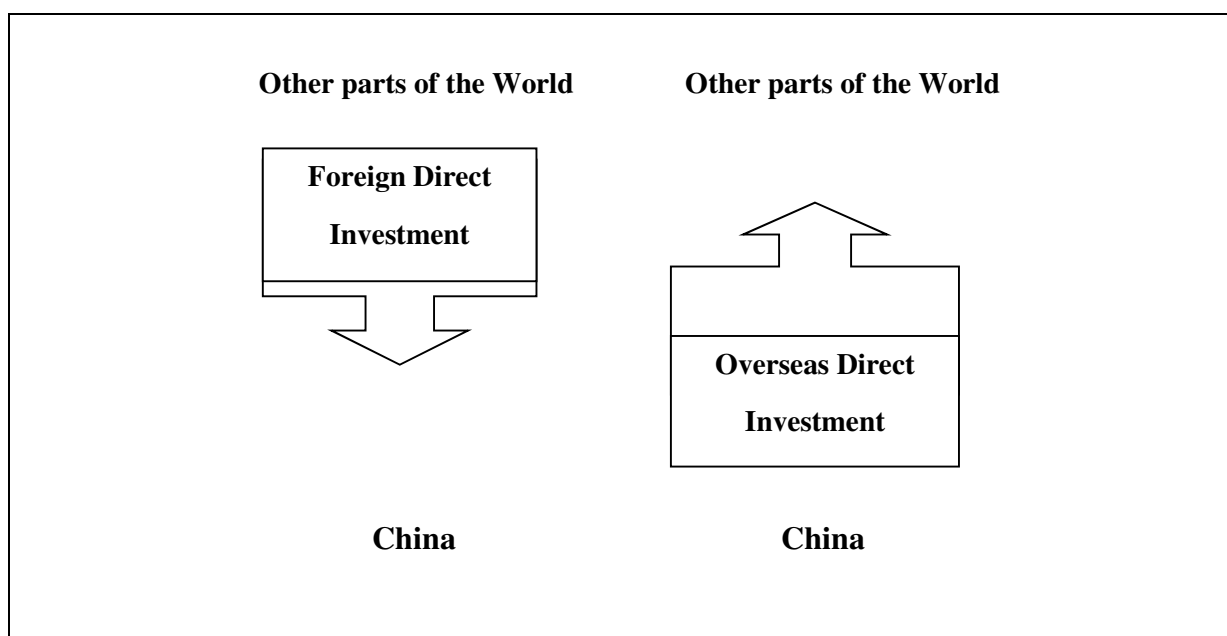 Other parts of the World
Other parts of the World
Foreign Direct
Investment
Overseas Direct
Investment
China
China